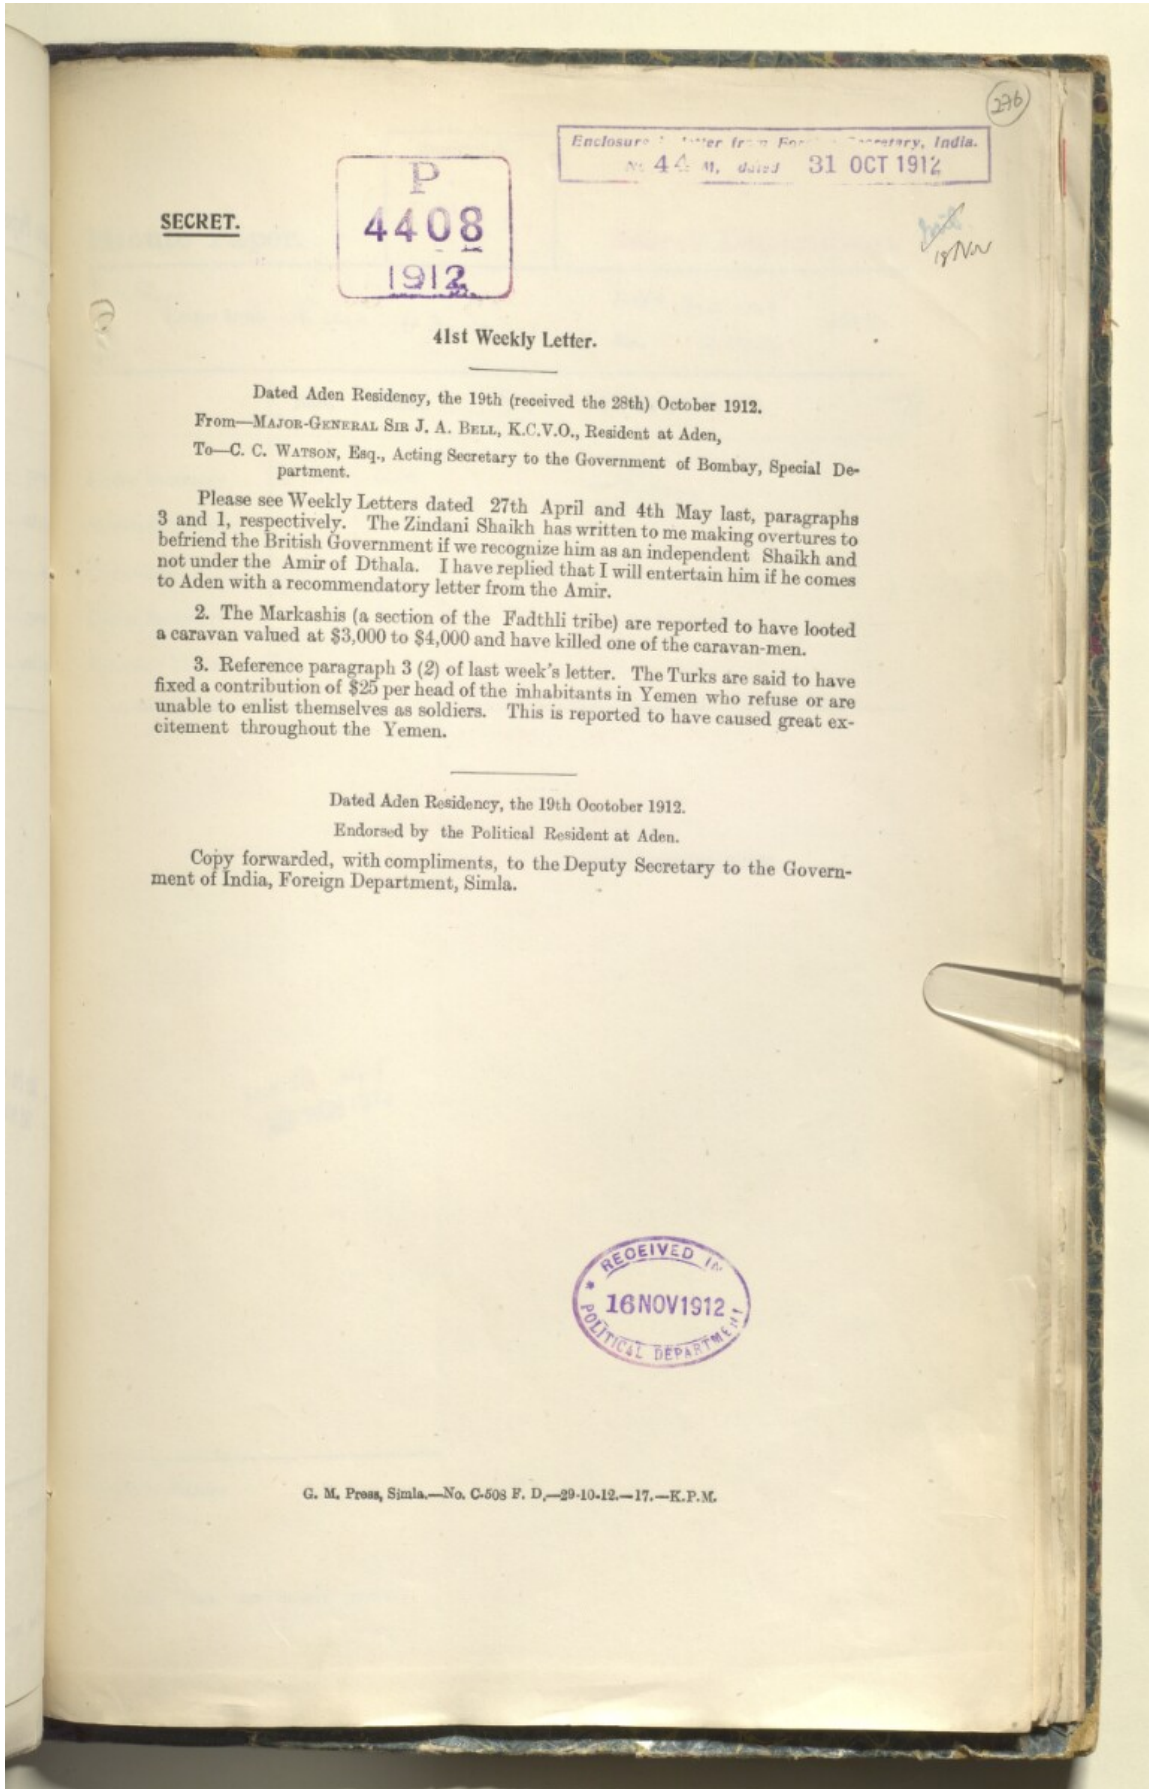 276
Enclosure letter from Foreign Secretary, India.
No 44 M, dated 31 OCT 1912
P
4408
1912
SECRET.
18 Nov
41st Weekly Letter.
Dated Aden Residency, the 19th (received the 28th) October 1912.
From—MAJOR-GENERAL SIR J. A. BELL, K.C.V.O., Resident at Aden,
To—C. C. WATSON, Esq., Acting Secretary to the Government of Bombay, Special De-
partment.
Please see Weekly Letters dated 27th April and 4th May last, paragraphs
3 and 1, respectively. The Zindani Shaikh has written to me making overtures to
befriend the British Government if we recognize him as an independent Shaikh and
not under the Amir of Dthala. I have replied that I will entertain him if he comes
to Aden with a recommendatory letter from the Amir.
2. The Markashis (a section of the Fadthli tribe) are reported to have looted
a caravan valued at $3,000 to $4,000 and have killed one of the caravan-men.
3. Reference paragraph 3 (2) of last week's letter. The Turks are said to have
fixed a contribution of $25 per head of the inhabitants in Yemen who refuse or are
unable to enlist themselves as soldiers. This is reported to have caused great ex-
citement throughout the Yemen.
Dated Aden Residency, the 19th Ocotober 1912.
Endorsed by the Political Resident at Aden.
Copy forwarded, with compliments, to the Deputy Secretary to the Govern-
ment of India, Foreign Department, Simla.
RECEIVED IN
16 NOV 1912
POLITICAL DEPARTMENT
G. M. Press, Simla.—No. C-508 F. D.—29-10-12.—17.—K.P.M.